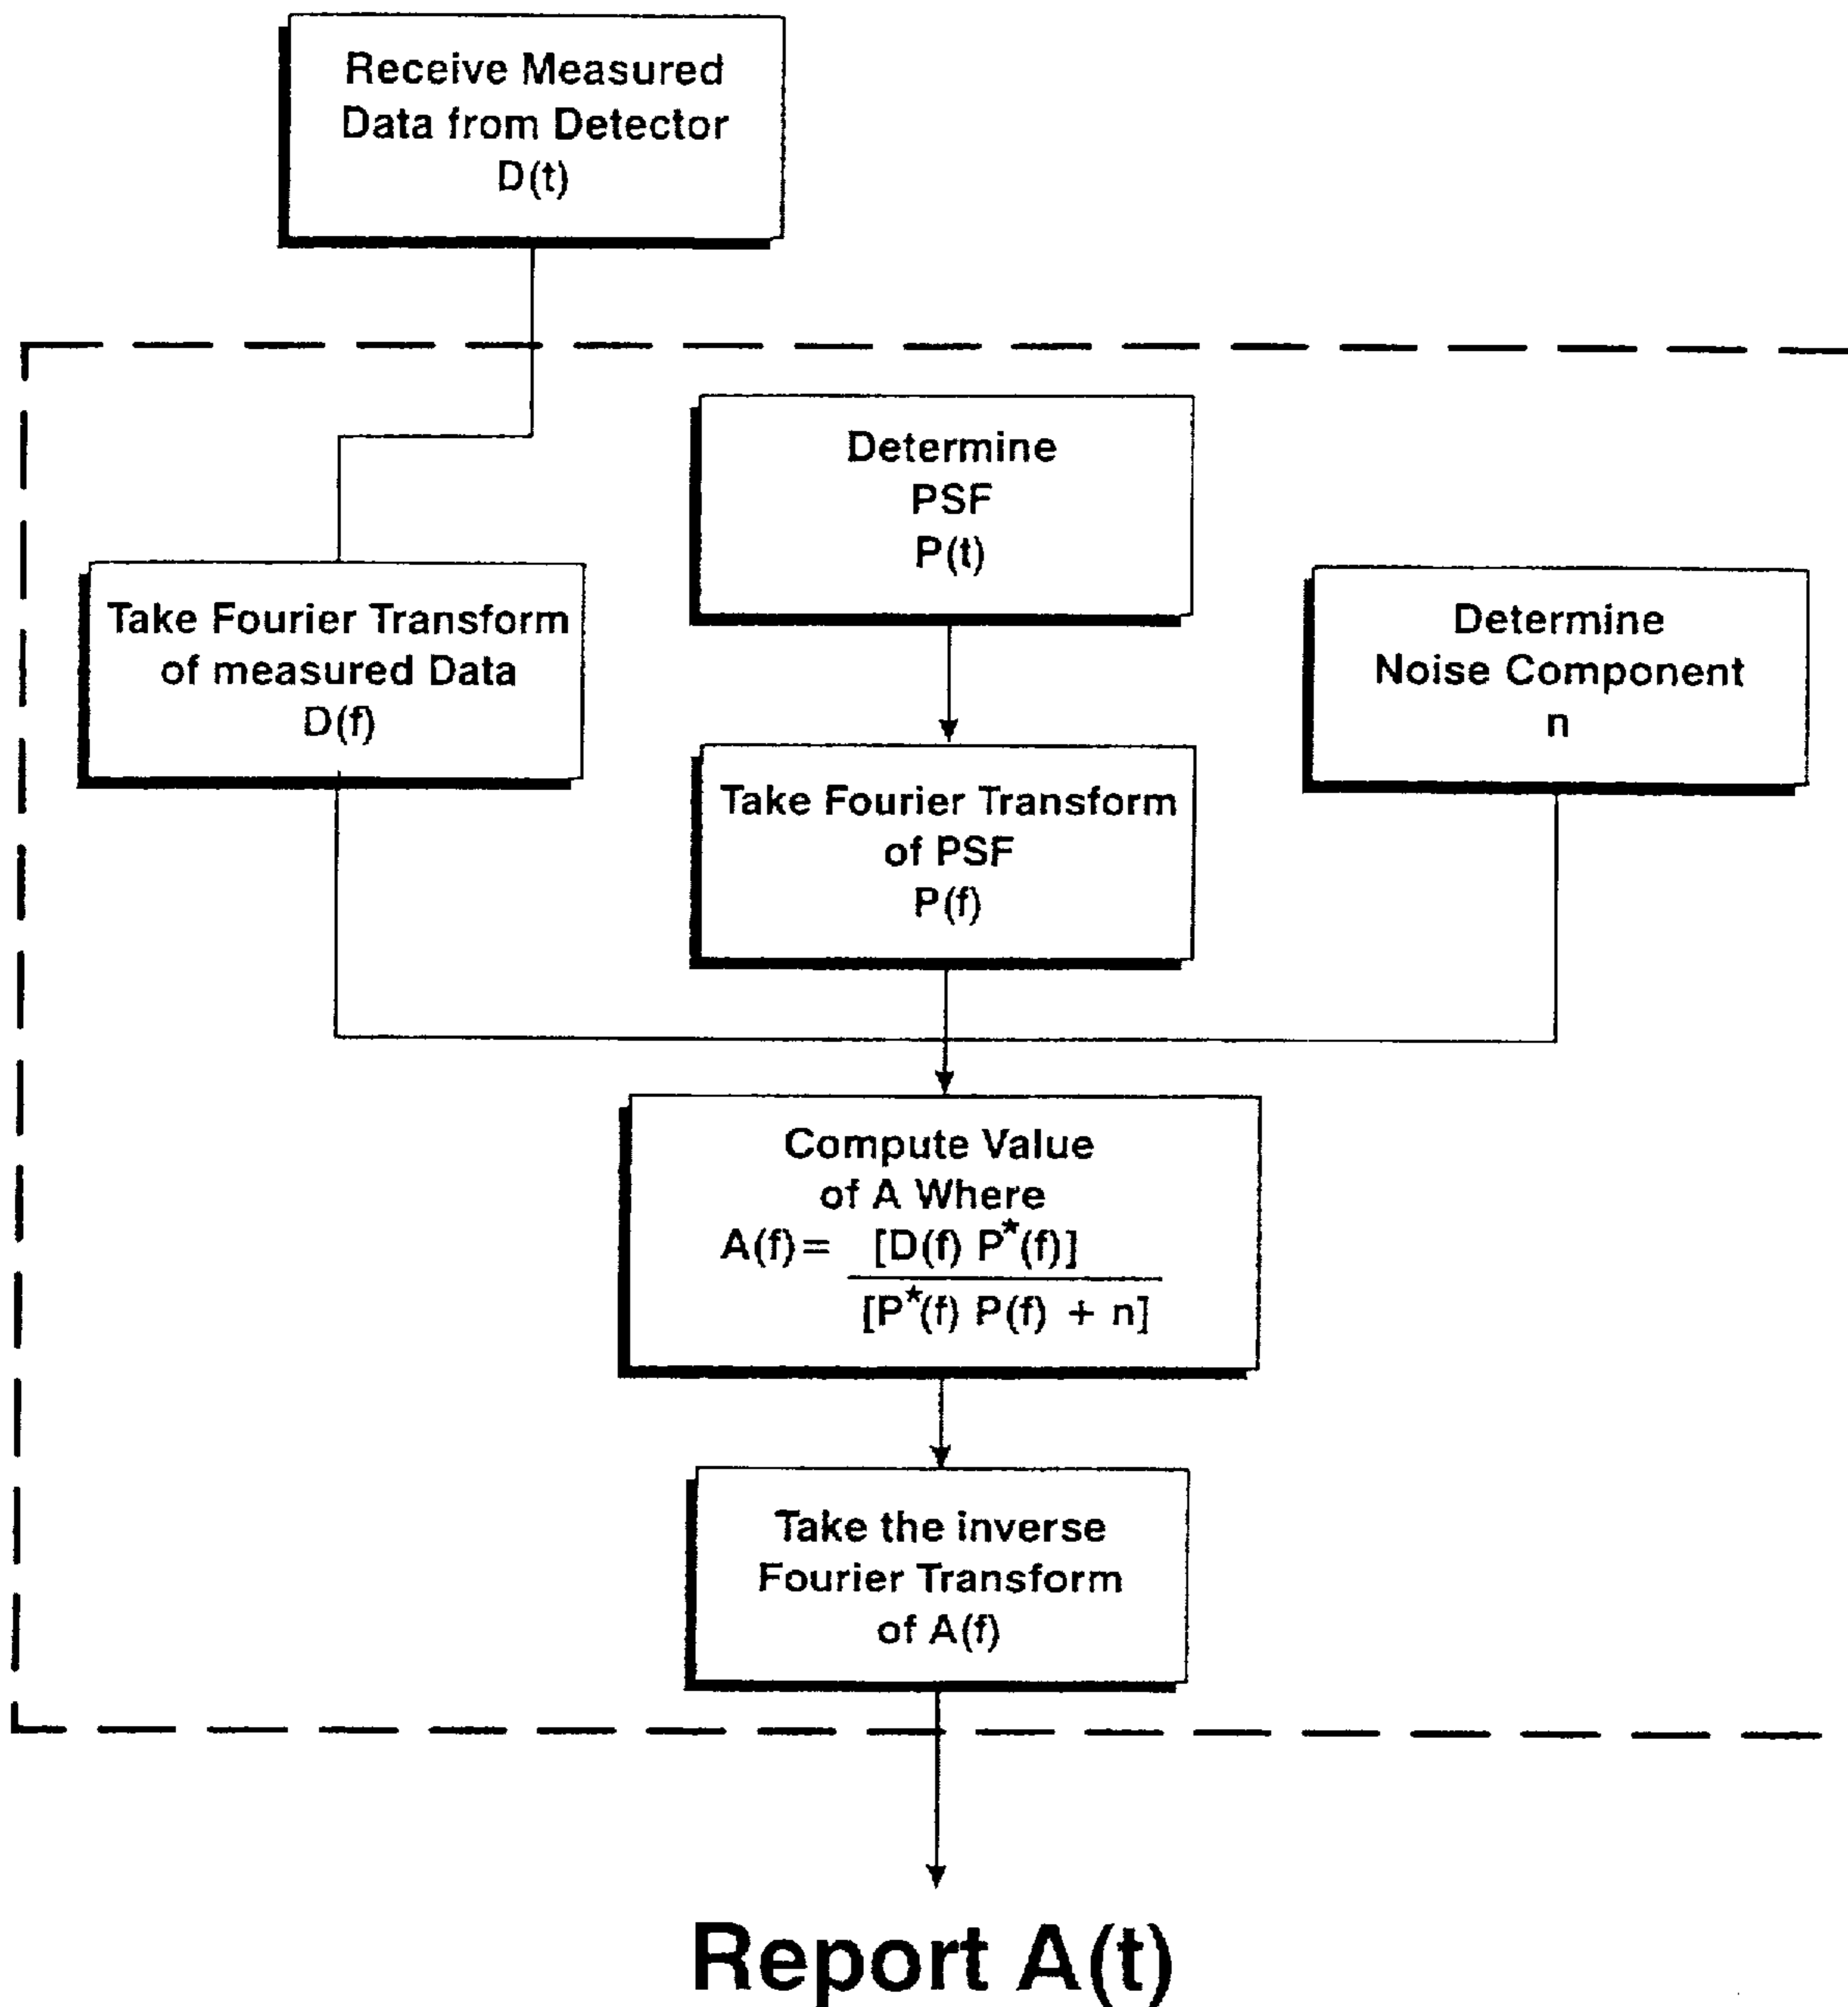 Receive Measured
Data from Detector
D(t)
Determine
PSF
P(t)
Take Fourier Transform
of measured Data
D(f)
Determine
Noise Component
n
Take Fourier Transform
of PSF
P(f)
Compute Value
of A Where
A(f)= [D(f) P*(f)]
[P*(f) P(f) + n]
Take the inverse
Fourier Transform
of A(f)
Report A(t)